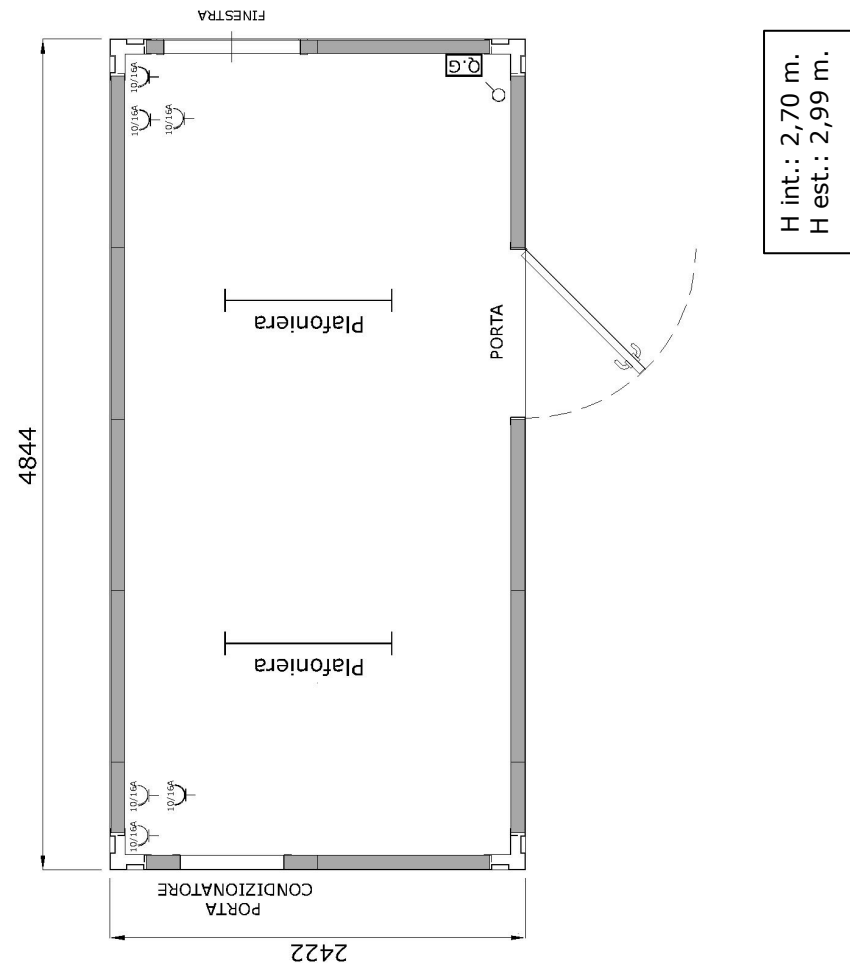 FINESTRA
10/16A
10/16A
10/16A
Q.G
Plafoniera
PORTA
4844
Plafoniera
10/16A
10/16A
10/16A
PORTA
CONDIZIONATORE
2422
H int.: 2,70 m.
H est.: 2,99 m.